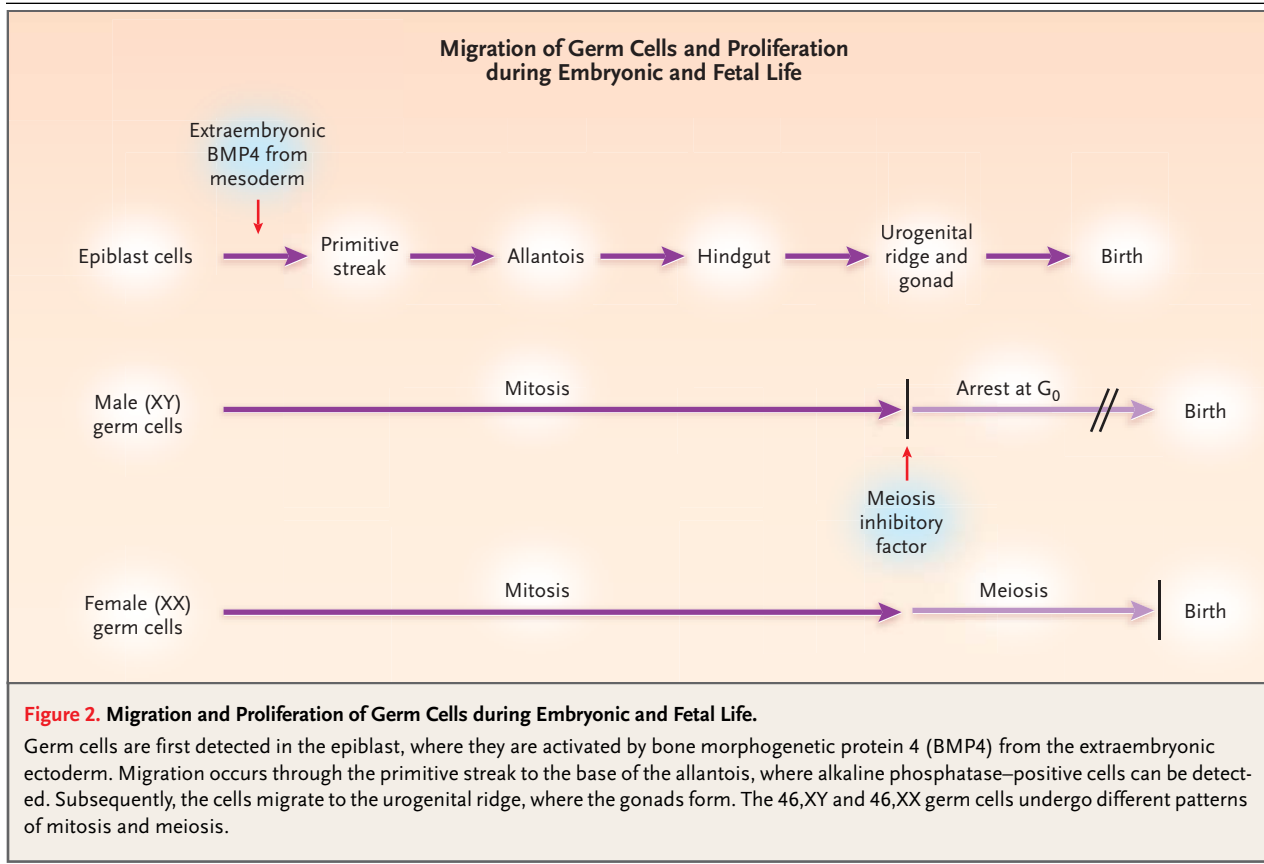 Migration of Germ Cells and Proliferation
during Embryonic and Fetal Life
Extraembryonic
BMP4 from
mesoderm
Epiblast cells
Primitive
streak
Allantois
Hindgut
Urogenital
ridge and
gonad
Birth
Male (XY)
germ cells
Mitosis
Arrest at G₀
Birth
Meiosis
inhibitory
factor
Female (XX)
germ cells
Mitosis
Meiosis
Birth
Figure 2. Migration and Proliferation of Germ Cells during Embryonic and Fetal Life.
Germ cells are first detected in the epiblast, where they are activated by bone morphogenetic protein 4 (BMP4) from the extraembryonic
ectoderm. Migration occurs through the primitive streak to the base of the allantois, where alkaline phosphatase–positive cells can be detect-
ed. Subsequently, the cells migrate to the urogenital ridge, where the gonads form. The 46,XY and 46,XX germ cells undergo different patterns
of mitosis and meiosis.